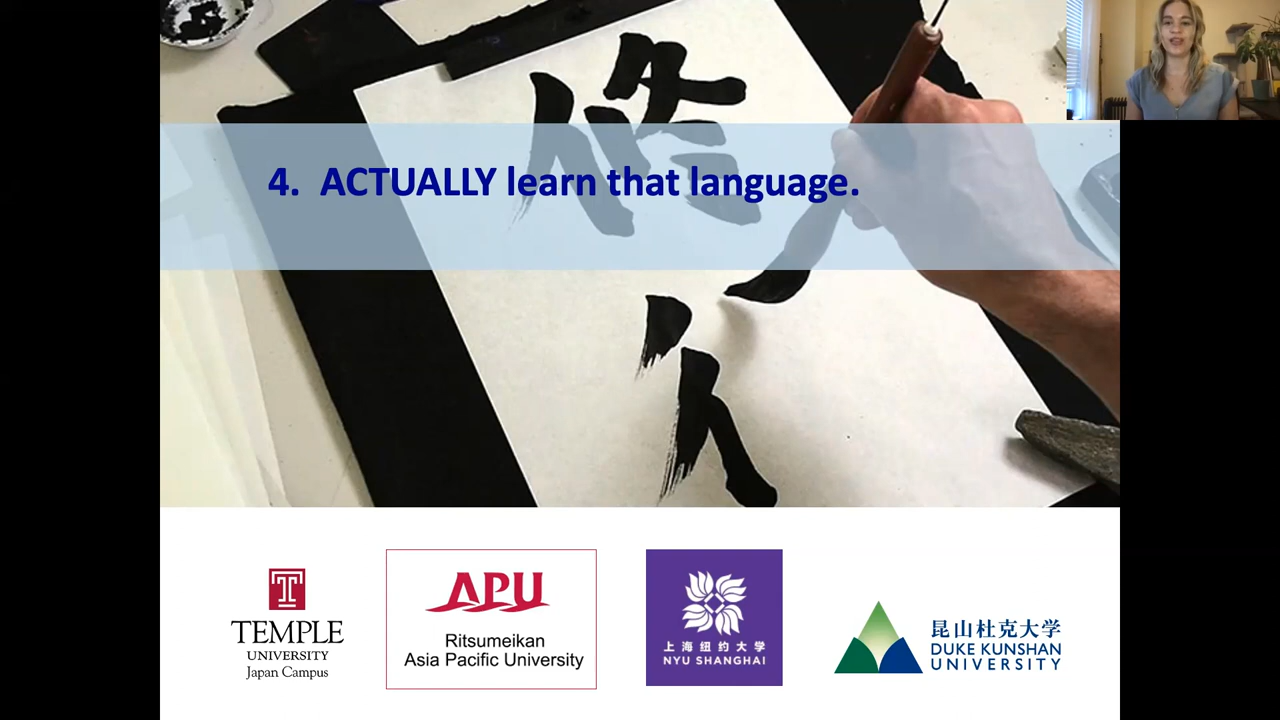 4. ACTUALLY learn that language.
修
TEMPLE
UNIVERSITY
Japan Campus
APU
Ritsumeikan
Asia Pacific University
上海纽约大学
NYU SHANGHAI
昆山杜克大学
DUKE KUNSHAN
UNIVERSITY